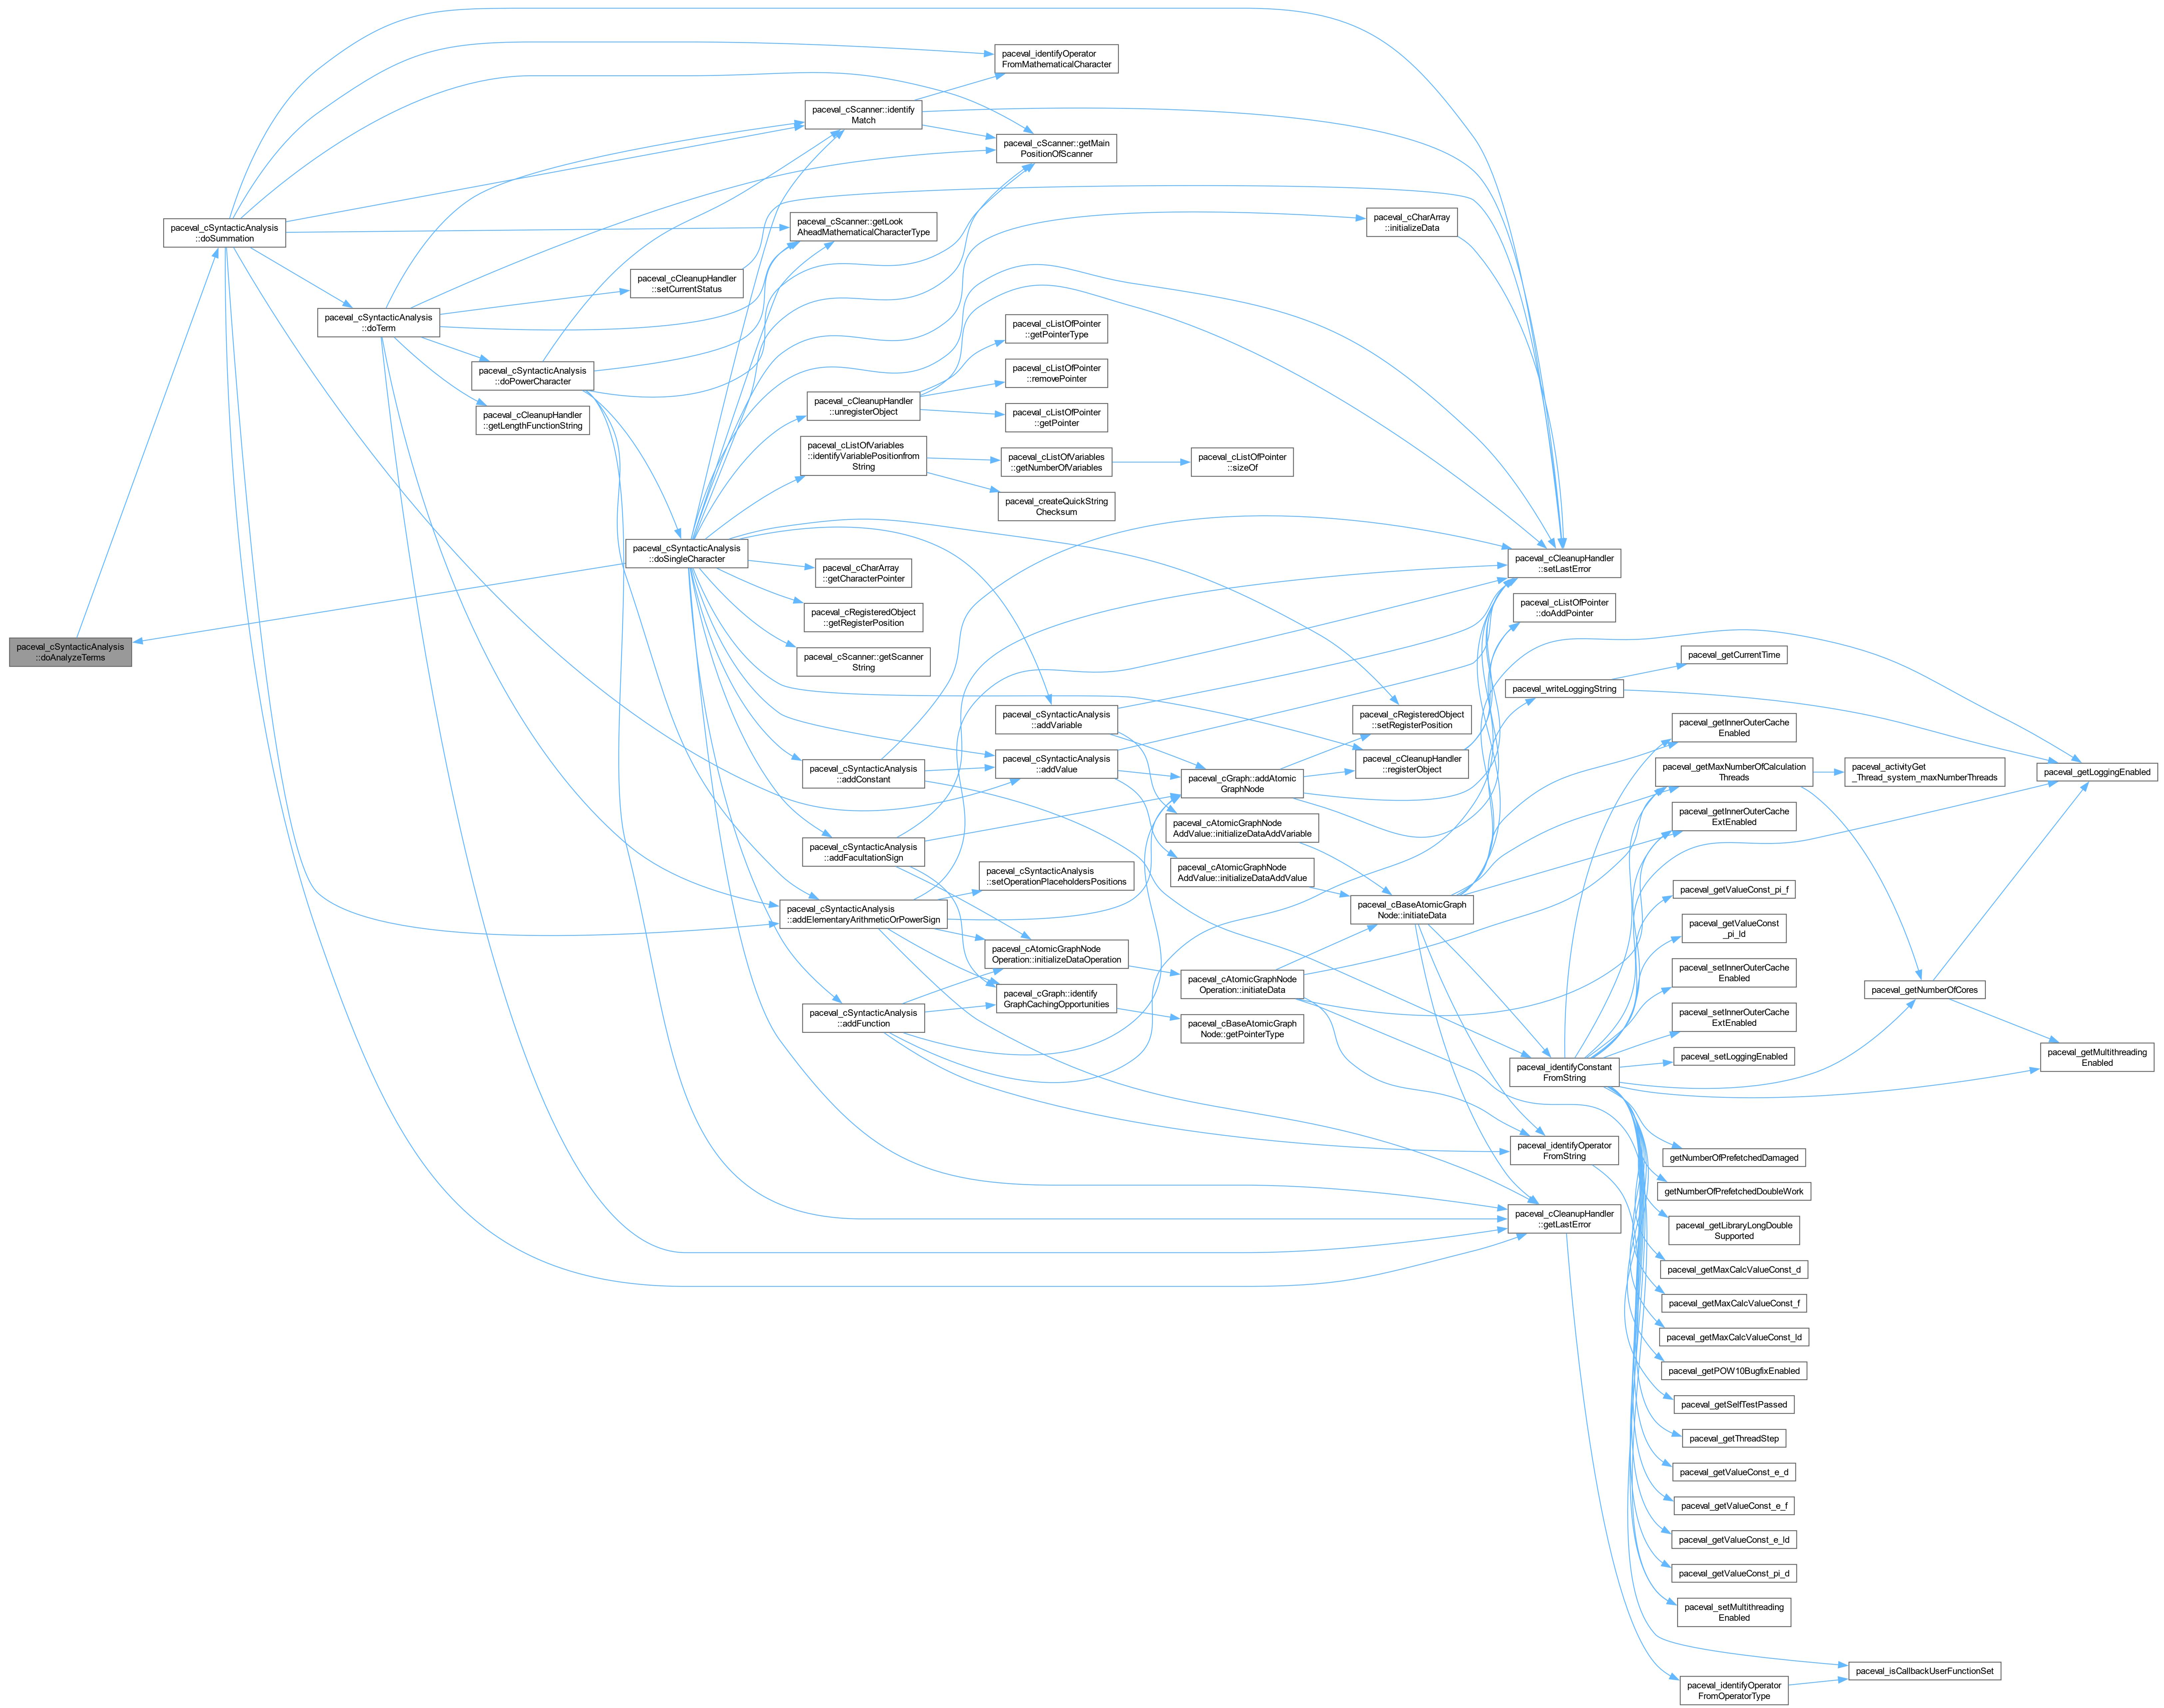 paceval_identifyOperator
FromMathematicalCharacter
paceval_cScanner::identify
Match
paceval_cScanner::getMain
PositionOfScanner
paceval_cSyntacticAnalysis
::doSummation
paceval_cScanner::getLook
AheadMathematicalCharacterType
paceval_cCharArray
::initializeData
paceval_cCleanupHandler
::setCurrentStatus
paceval_cSyntacticAnalysis
::doTerm
paceval_cListOfPointer
::getPointerType
paceval_cSyntacticAnalysis
::doPowerCharacter
paceval_cListOfPointer
::removePointer
paceval_cCleanupHandler
::unregisterObject
paceval_cCleanupHandler
::getLengthFunctionString
paceval_cListOfPointer
::getPointer
paceval_cListOfVariables
::identifyVariablePositionfrom
String
paceval_cListOfVariables
::getNumberOfVariables
paceval_cListOfPointer
::sizeOf
paceval_createQuickString
Checksum
paceval_cSyntacticAnalysis
::doSingleCharacter
paceval_cCharArray
::getCharacterPointer
paceval_cCleanupHandler
::setLastError
paceval_cRegisteredObject
::getRegisterPosition
paceval_cListOfPointer
::doAddPointer
paceval_cSyntacticAnalysis
::doAnalyzeTerms
paceval_cScanner::getScanner
String
paceval_getCurrentTime
paceval_writeLoggingString
paceval_cSyntacticAnalysis
::addVariable
paceval_cRegisteredObject
::setRegisterPosition
paceval_getInnerOuterCache
Enabled
paceval_cSyntacticAnalysis
::addConstant
paceval_cSyntacticAnalysis
::addValue
paceval_cGraph::addAtomic
GraphNode
paceval_cCleanupHandler
::registerObject
paceval_getMaxNumberOfCalculation
Threads
paceval_activityGet
_Thread_system_maxNumberThreads
paceval_getLoggingEnabled
paceval_cAtomicGraphNode
AddValue::initializeDataAddVariable
paceval_getInnerOuterCache
ExtEnabled
paceval_cSyntacticAnalysis
::addFacultationSign
paceval_cSyntacticAnalysis
::setOperationPlaceholdersPositions
paceval_cAtomicGraphNode
AddValue::initializeDataAddValue
paceval_getValueConst_pi_f
paceval_cSyntacticAnalysis
::addElementaryArithmeticOrPowerSign
paceval_cBaseAtomicGraph
Node::initiateData
paceval_getValueConst
_pi_ld
paceval_cAtomicGraphNode
Operation::initializeDataOperation
paceval_cAtomicGraphNode
Operation::initiateData
paceval_setInnerOuterCache
Enabled
paceval_getNumberOfCores
paceval_cSyntacticAnalysis
::addFunction
paceval_cGraph::identify
GraphCachingOpportunities
paceval_cBaseAtomicGraph
Node::getPointerType
paceval_setInnerOuterCache
ExtEnabled
paceval_identifyConstant
FromString
paceval_setLoggingEnabled
paceval_getMultithreading
Enabled
paceval_identifyOperator
FromString
getNumberOfPrefetchedDamaged
getNumberOfPrefetchedDoubleWork
paceval_cCleanupHandler
::getLastError
paceval_getLibraryLongDouble
Supported
paceval_getMaxCalcValueConst_d
paceval_getMaxCalcValueConst_f
paceval_getMaxCalcValueConst_ld
paceval_getPOW10BugfixEnabled
paceval_getSelfTestPassed
paceval_getThreadStep
paceval_getValueConst_e_d
paceval_getValueConst_e_f
paceval_getValueConst_e_ld
paceval_getValueConst_pi_d
paceval_setMultithreading
Enabled
paceval_isCallbackUserFunctionSet
paceval_identifyOperator
FromOperatorType